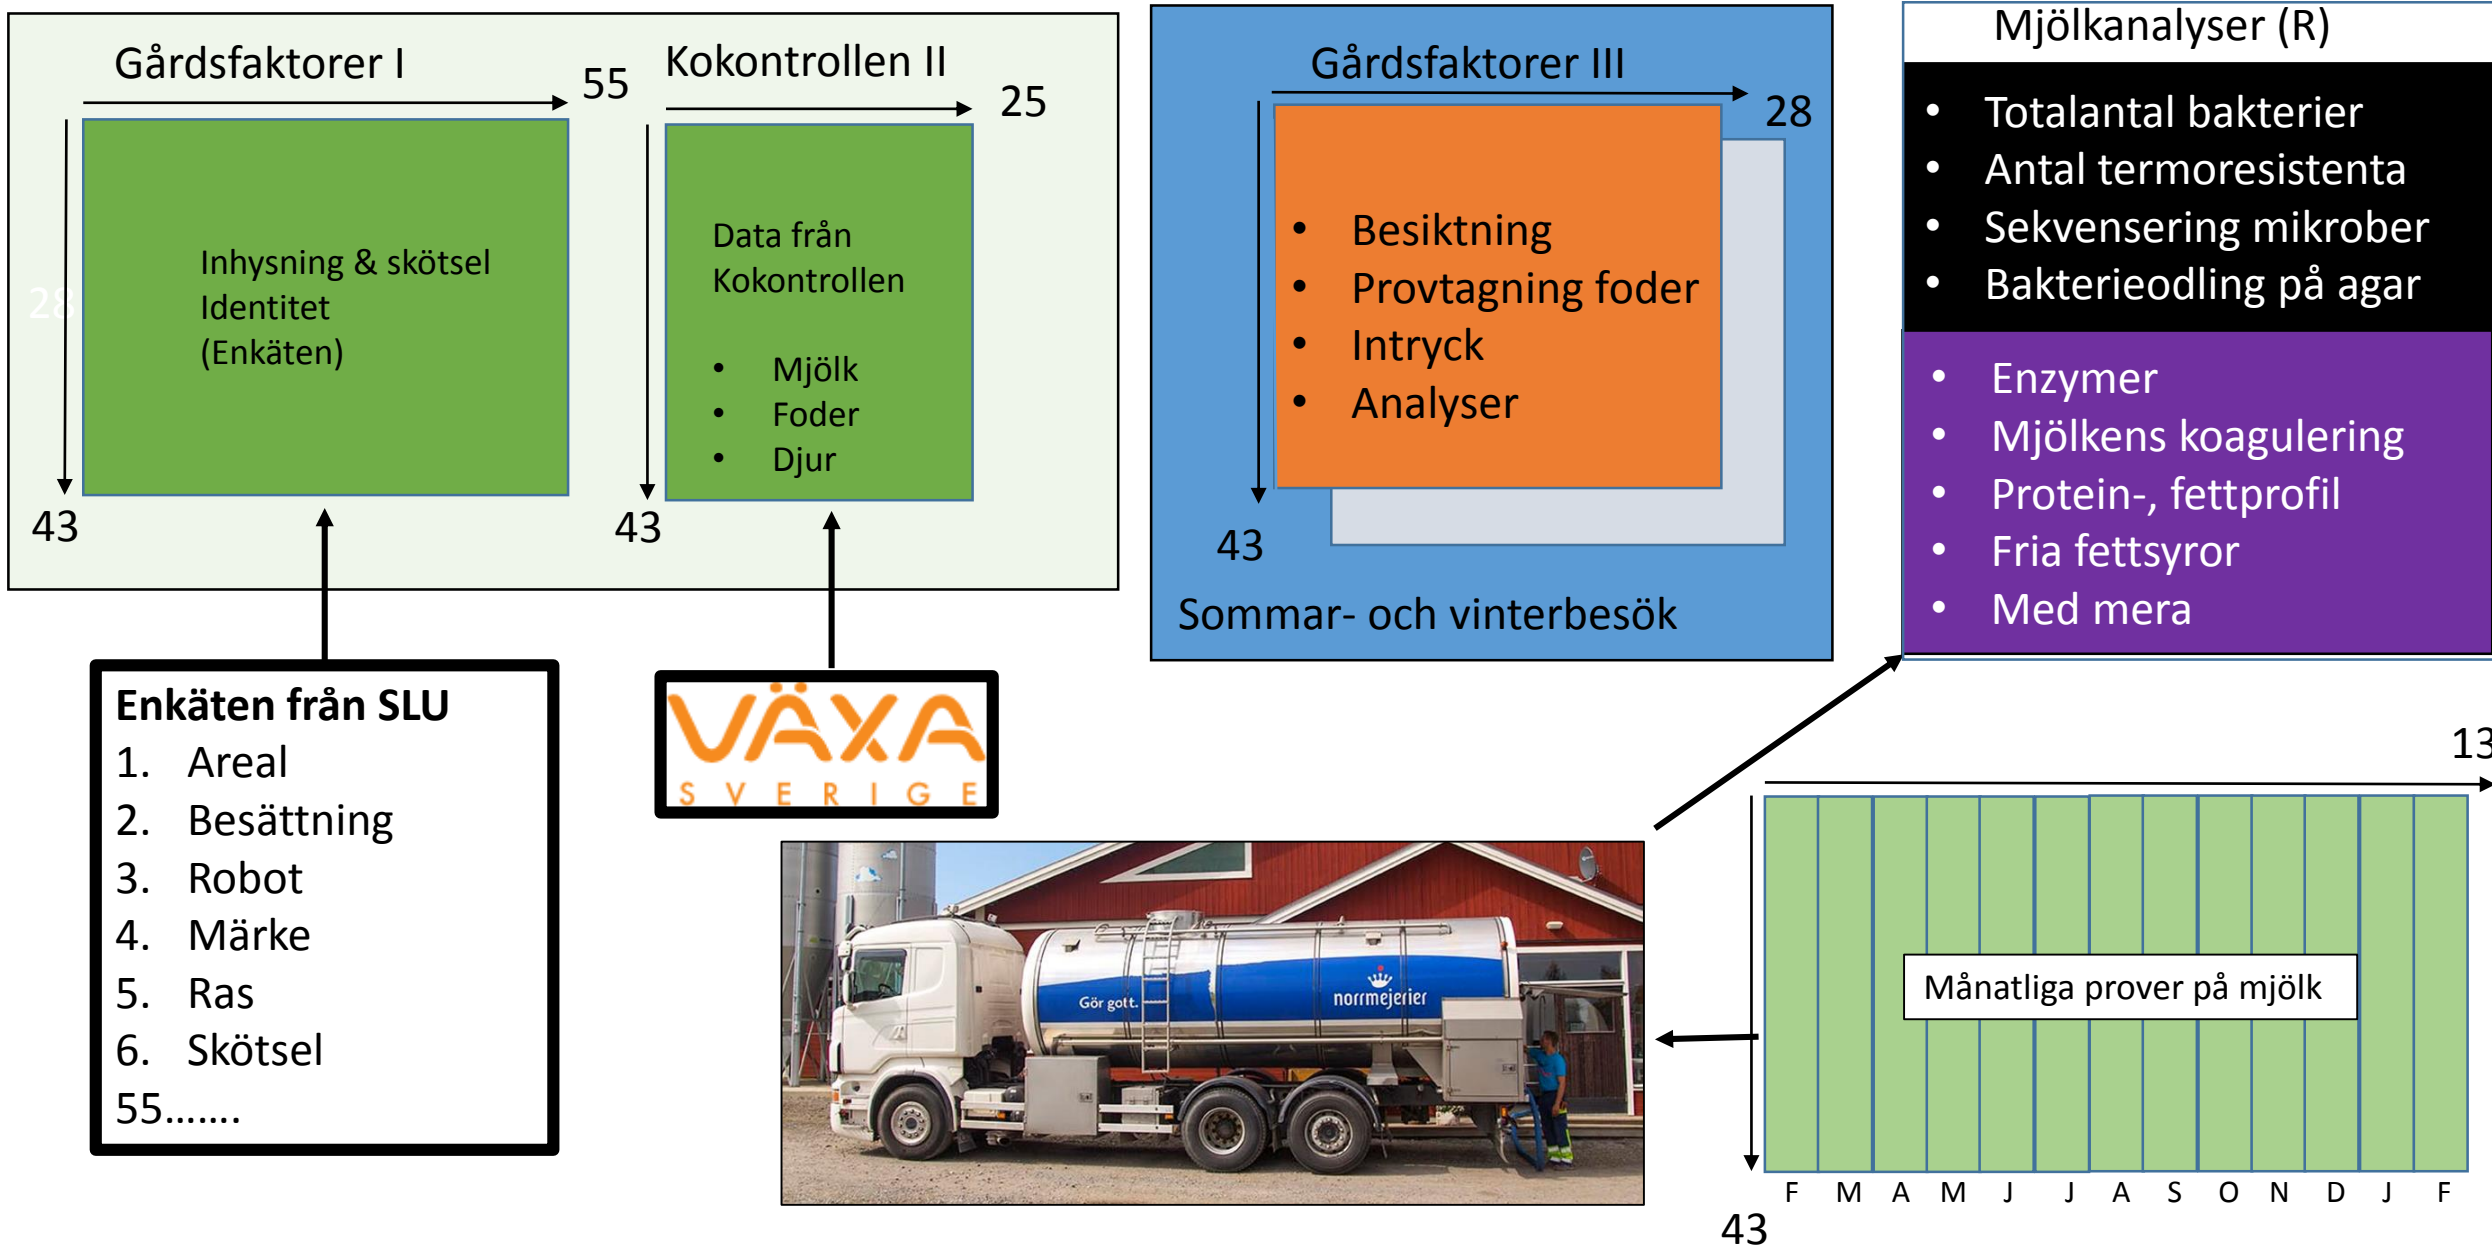 Gårdsfaktorer I
55
28
Inhysning & skötsel
Identitet
(Enkäten)
43
Kokontrollen II
25
Data från
Kokontrollen
• Mjölk
• Foder
• Djur
43
Gårdsfaktorer III
28
• Besiktning
• Provtagning foder
• Intryck
• Analyser
43
Sommar- och vinterbesök
Mjölkanalyser (R)
• Totalantal bakterier
• Antal termoresistenta
• Sekvensering mikrober
• Bakterieodling på agar
• Enzymer
• Mjölkens koagulering
• Protein-, fettprofil
• Fria fettsyror
• Med mera
Enkäten från SLU
1. Areal
2. Besättning
3. Robot
4. Märke
5. Ras
6. Skötsel
55.......
VÄXA
SVERIGE
Gör gott.
norrmejerier
13
Månatliga prover på mjölk
F M A M J J A S O N D J F
43